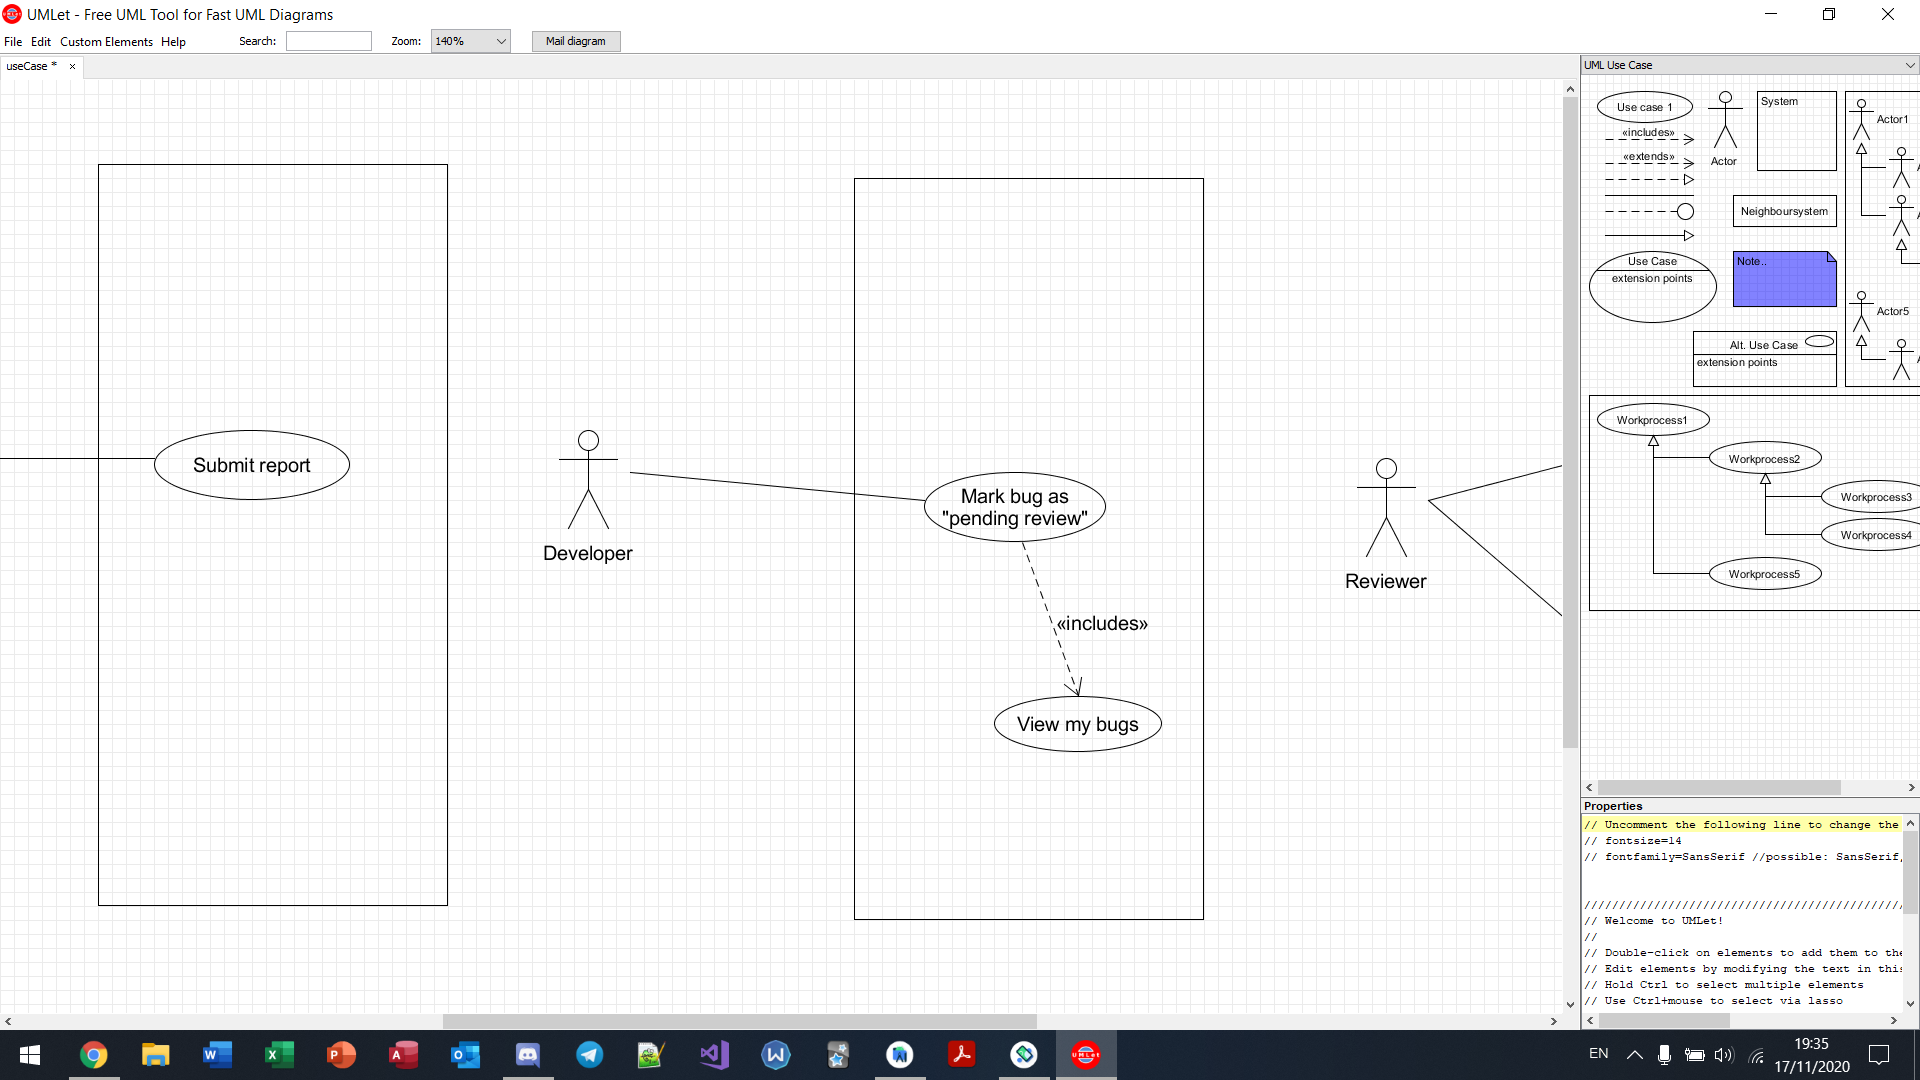 UMLet - Free UML Tool for Fast UML Diagrams
File Edit Custom Elements Help Search: Zoom: 140% Mail diagram
useCase *
UML Use Case
Submit report
Developer
Mark bug as
"pending review"
«includes»
View my bugs
Reviewer
Use case 1
«includes»
«extends»
Actor
System
Neighboursystem
Use Case
extension points
Note..
Alt. Use Case
extension points
Actor1
Actor5
Workprocess1
Workprocess2
Workprocess3
Workprocess4
Workprocess5
Properties
// Uncomment the following line to change the
// fontsize=14
// fontfamily=SansSerif //possible: SansSerif,
// Welcome to UMLet!
//
// Double-click on elements to add them to the
// Edit elements by modifying the text in this
// Hold Ctrl to select multiple elements
// Use Ctrl+mouse to select via lasso
EN
19:35
17/11/2020